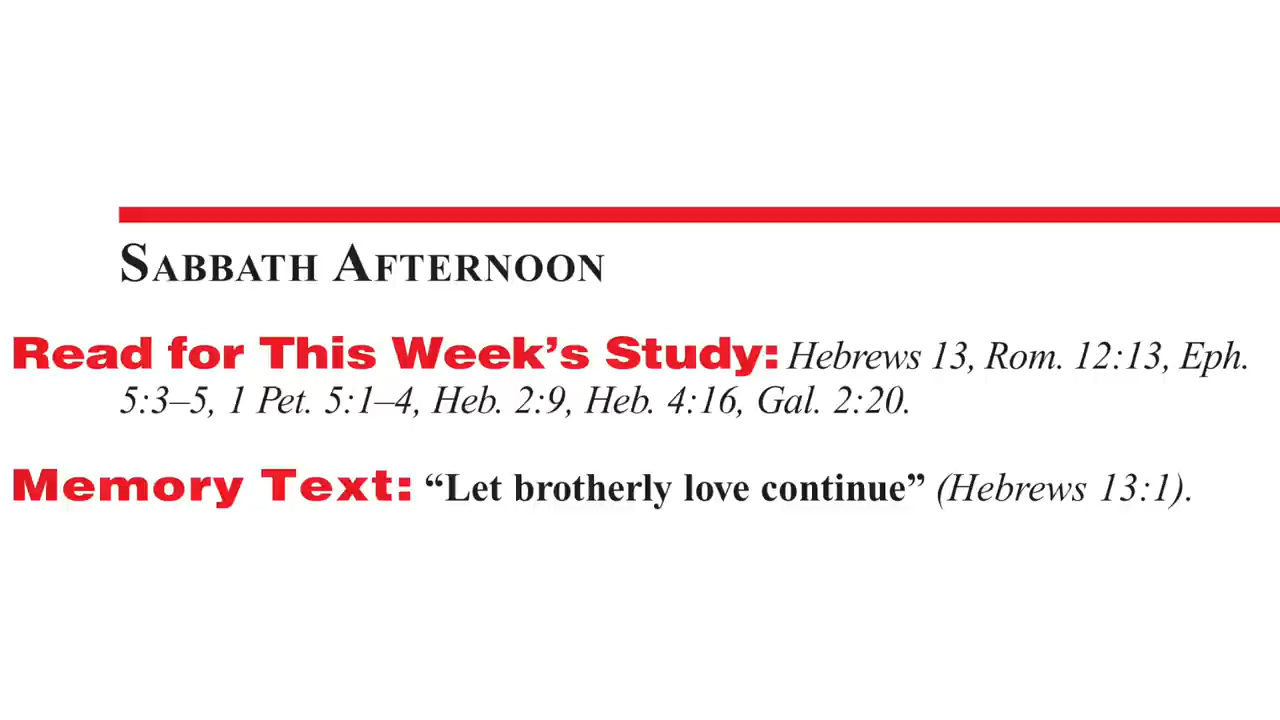 SABBATH AFTERNOON
Read for This Week’s Study: Hebrews 13, Rom. 12:13, Eph.
5:3–5, 1 Pet. 5:1–4, Heb. 2:9, Heb. 4:16, Gal. 2:20.
Memory Text: “Let brotherly love continue” (Hebrews 13:1).